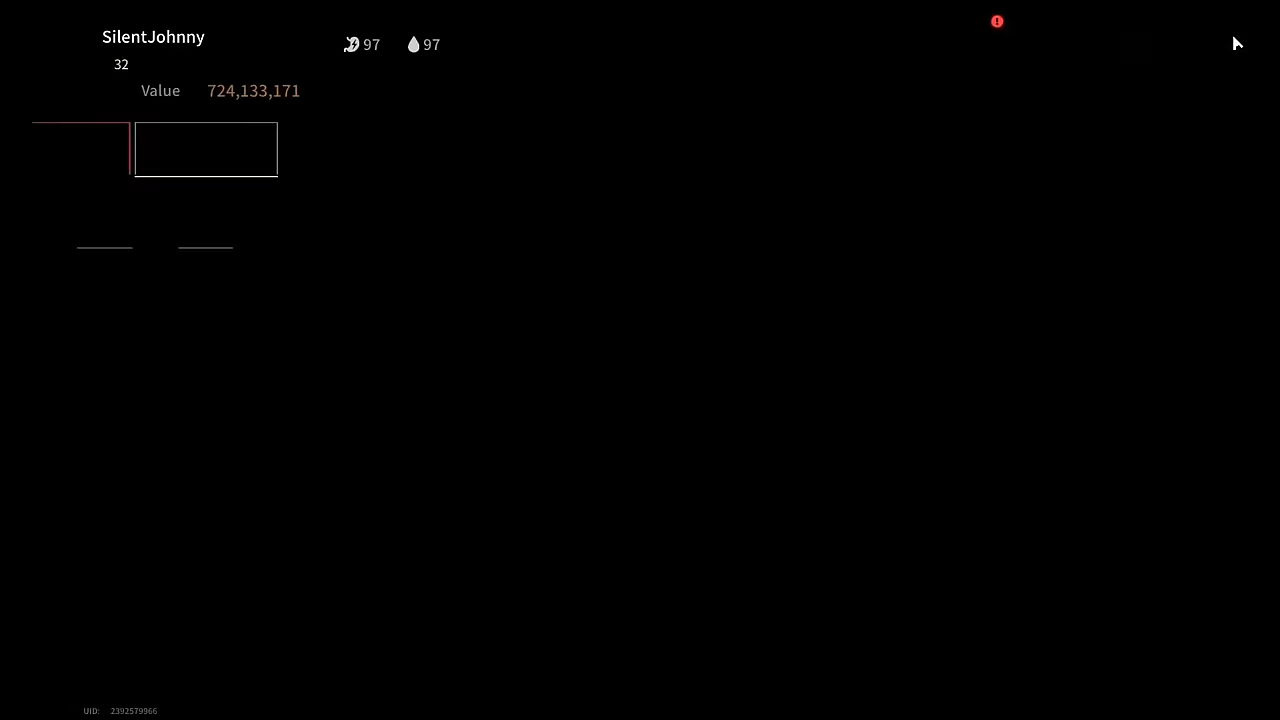 SilentJohnny
97 97
32
Value 724,133,171
UID: 2392579966